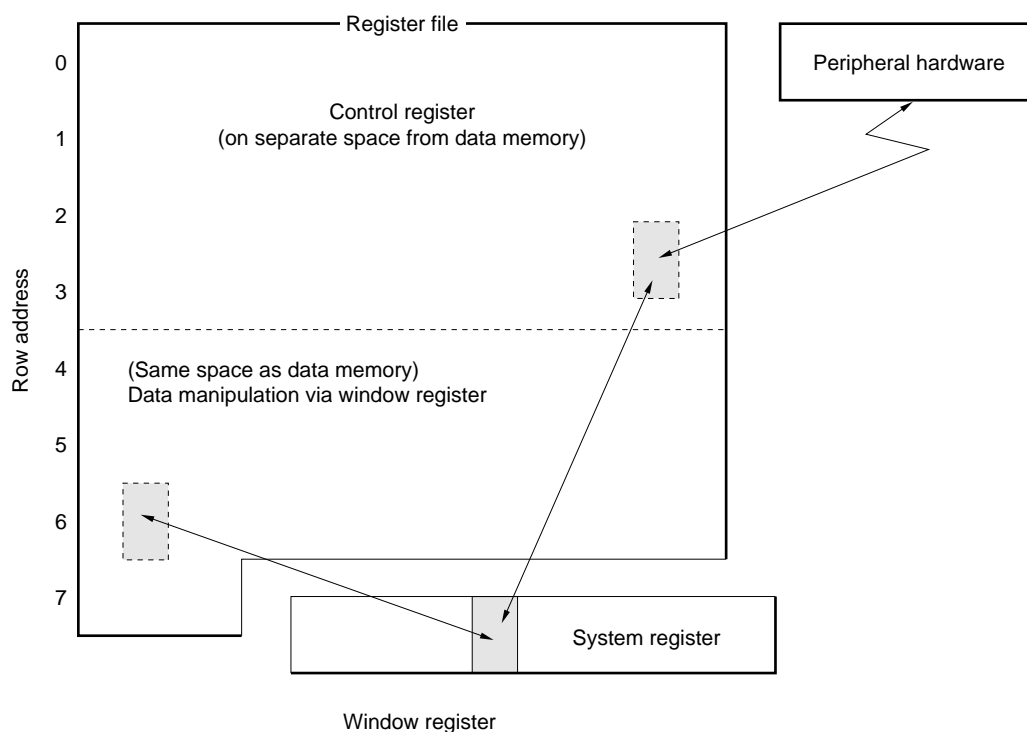 Register file
Peripheral hardware
Control register
(on separate space from data memory)
Row address
0
1
2
3
4
5
6
7
(Same space as data memory)
Data manipulation via window register
System register
Window register